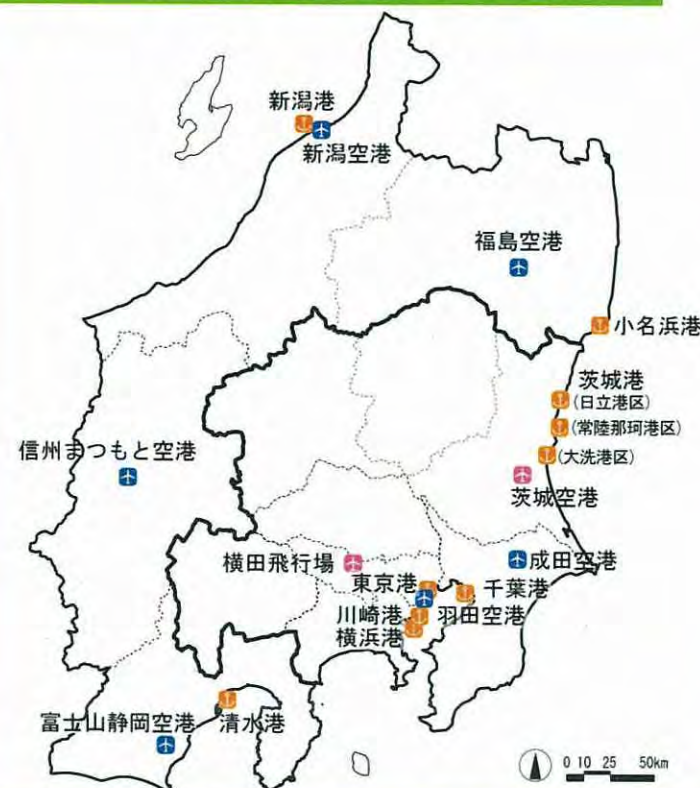 新潟港
新潟空港
福島空港
小名浜港
茨城港
(日立港区)
(常陸那珂港区)
信州まつもと空港
(大洗港区)
茨城空港
横田飛行場
成田空港
東京港
千葉港
川崎港
羽田空港
横浜港
富士山静岡空港
清水港
0 10 25 50km